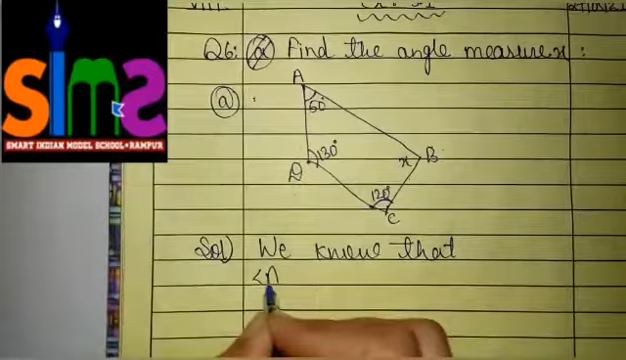 SIMS
SMART INDIAN MODEL SCHOOL-RAMPUR
Q6: Find the angle measure x :
(a)
A
50°
130°
D
x
B
120°
C
Sol) We know that